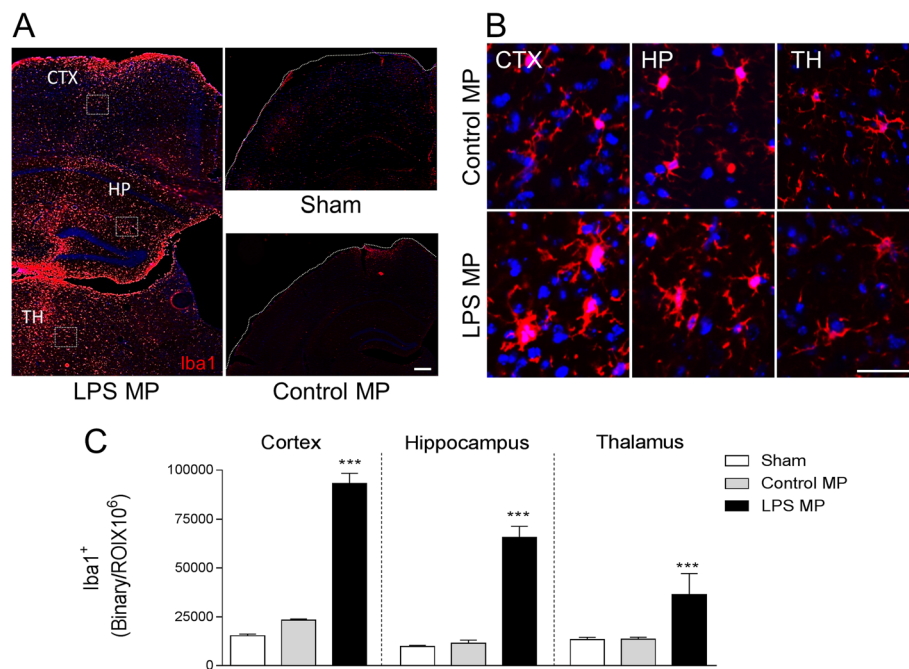 A
CTX
HP
TH
Iba1
LPS MP
Sham
Control MP
B
CTX HP TH
Control MP
LPS MP
C
Cortex Hippocampus Thalamus
Iba1⁺
(Binary/ROIX10⁶)
100000
75000
50000
25000
0
***
***
***
Sham
Control MP
LPS MP